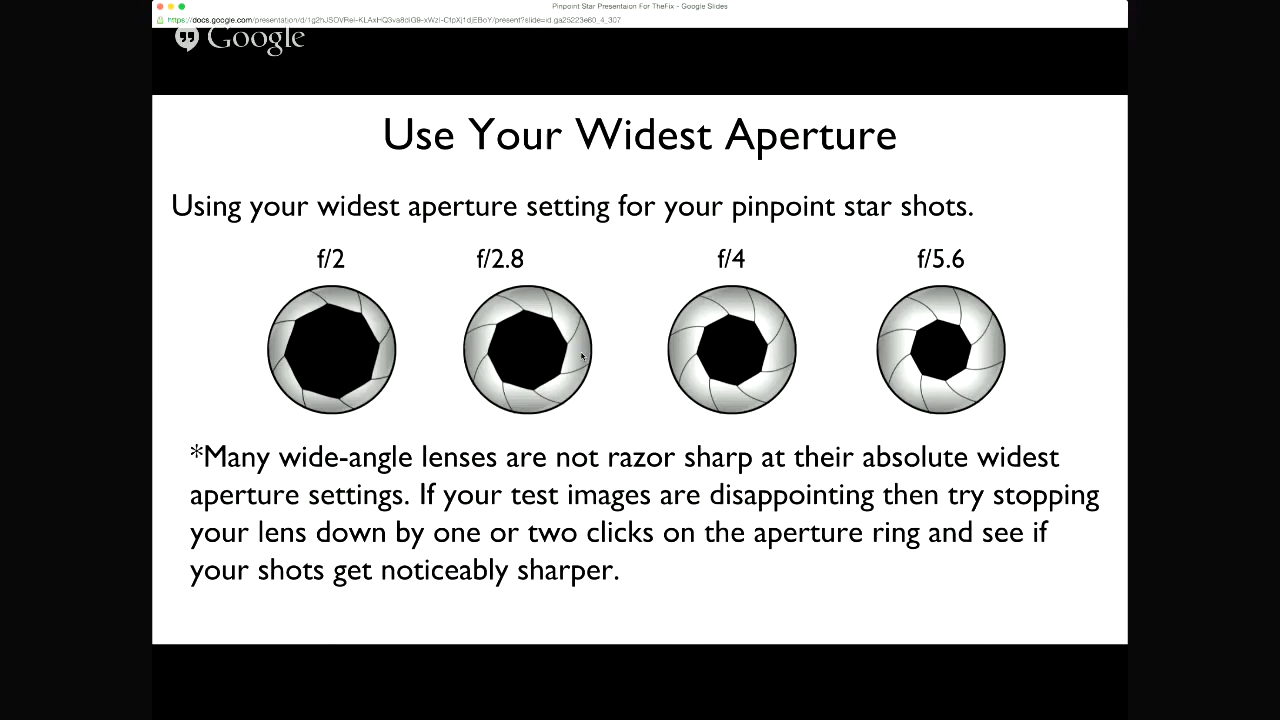 Pinpoint Star Presentaion For TheFix - Google Slides
Google
Use Your Widest Aperture
Using your widest aperture setting for your pinpoint star shots.
f/2 f/2.8 f/4 f/5.6
*Many wide-angle lenses are not razor sharp at their absolute widest
aperture settings. If your test images are disappointing then try stopping
your lens down by one or two clicks on the aperture ring and see if
your shots get noticeably sharper.